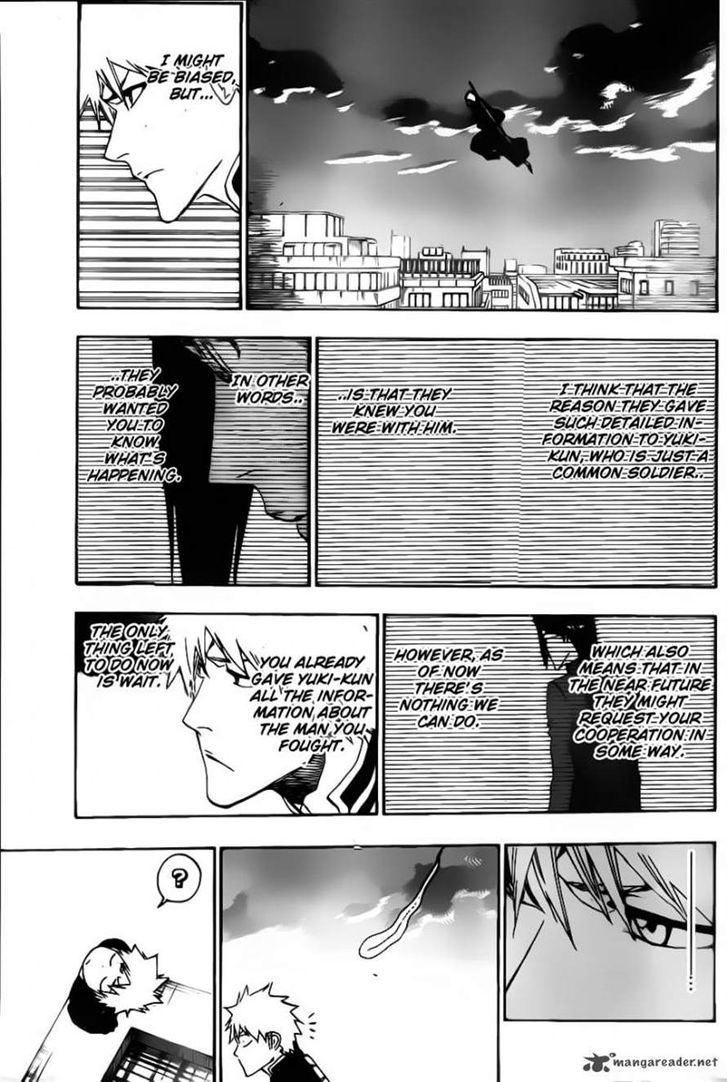 I MIGHT
BE BIASED,
BUT...
I THINK THAT THE
REASON THEY GAVE
SUCH DETAILED IN-
FORMATION TO YUKI-
KUN, WHO IS JUST A
COMMON SOLDIER..
..IS THAT THEY
KNEW YOU
WERE WITH HIM.
IN OTHER
WORDS..
..THEY
PROBABLY
WANTED
YOU TO
KNOW
WHAT'S
HAPPENING.
WHICH ALSO
MEANS THAT IN
THE NEAR FUTURE
THEY MIGHT
REQUEST YOUR
COOPERATION IN
SOME WAY.
HOWEVER, AS
OF NOW
THERE'S
NOTHING WE
CAN DO.
YOU ALREADY
GAVE YUKI-KUN
ALL THE INFOR-
MATION ABOUT
THE MAN YOU
FOUGHT.
THE ONLY
THING LEFT
TO DO NOW
IS WAIT.
?
mangareader.net